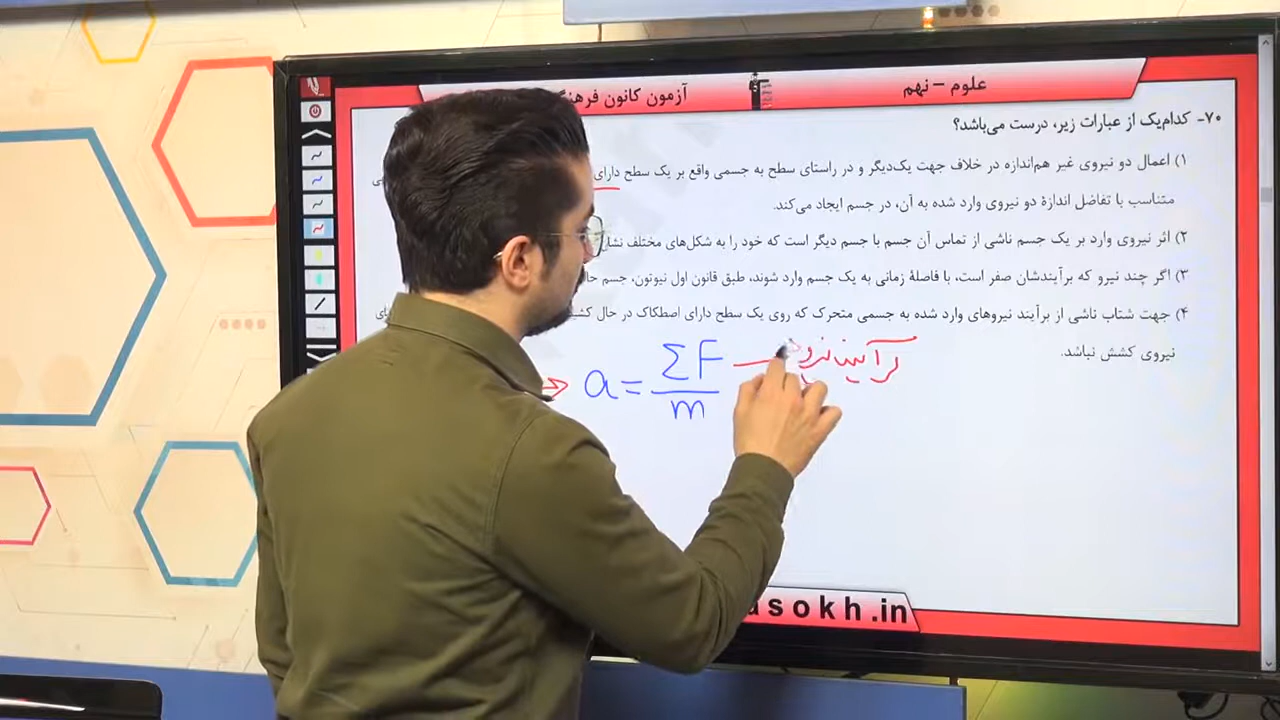 علوم – نهم
آزمون کانون فرهنگ
۷۰- کدام‌یک از عبارات زیر، درست می‌باشد؟
۱) اعمال دو نیروی غیر هم‌اندازه در خلاف جهت یک‌دیگر و در راستای سطح به جسمی واقع بر یک سطح دارای
متناسب با تفاضل اندازهٔ دو نیروی وارد شده به آن، در جسم ایجاد می‌کند.
۲) اثر نیروی وارد بر یک جسم ناشی از تماس آن جسم با جسم دیگر است که خود را به شکل‌های مختلف نشان
۳) اگر چند نیرو که برآیندشان صفر است، با فاصلهٔ زمانی به یک جسم وارد شوند، طبق قانون اول نیوتون، جسم
۴) جهت شتاب ناشی از برآیند نیروهای وارد شده به جسمی متحرک که روی یک سطح دارای اصطکاک در حال
نیروی کشش نباشد.
⇒ a = ΣF / m
برآیند
sokh.in